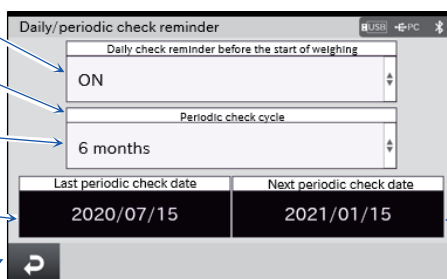 Daily/periodic check reminder USB PC
Daily check reminder before the start of weighing
ON
Periodic check cycle
6 months
Last periodic check date Next periodic check date
2020/07/15 2021/01/15